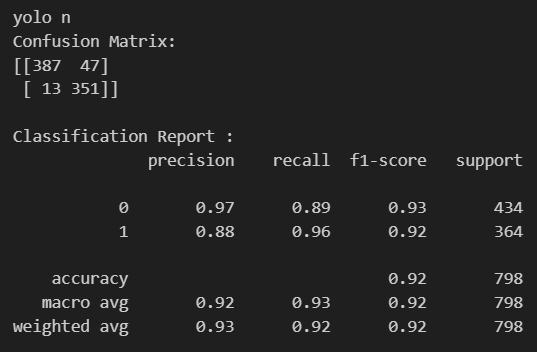 yolo n
Confusion Matrix:
[[387  47]
 [ 13 351]]
Classification Report :
              precision    recall  f1-score   support
           0       0.97      0.89      0.93       434
           1       0.88      0.96      0.92       364
    accuracy                           0.92       798
   macro avg       0.92      0.93      0.92       798
weighted avg       0.93      0.92      0.92       798